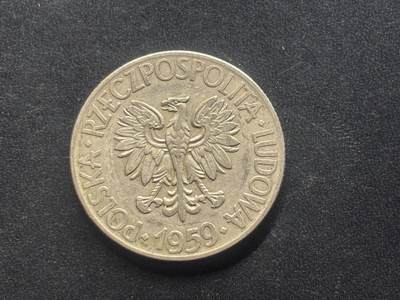 POLSKA · RZECZPOSPOLITA · LUDOWA
· 1959 ·